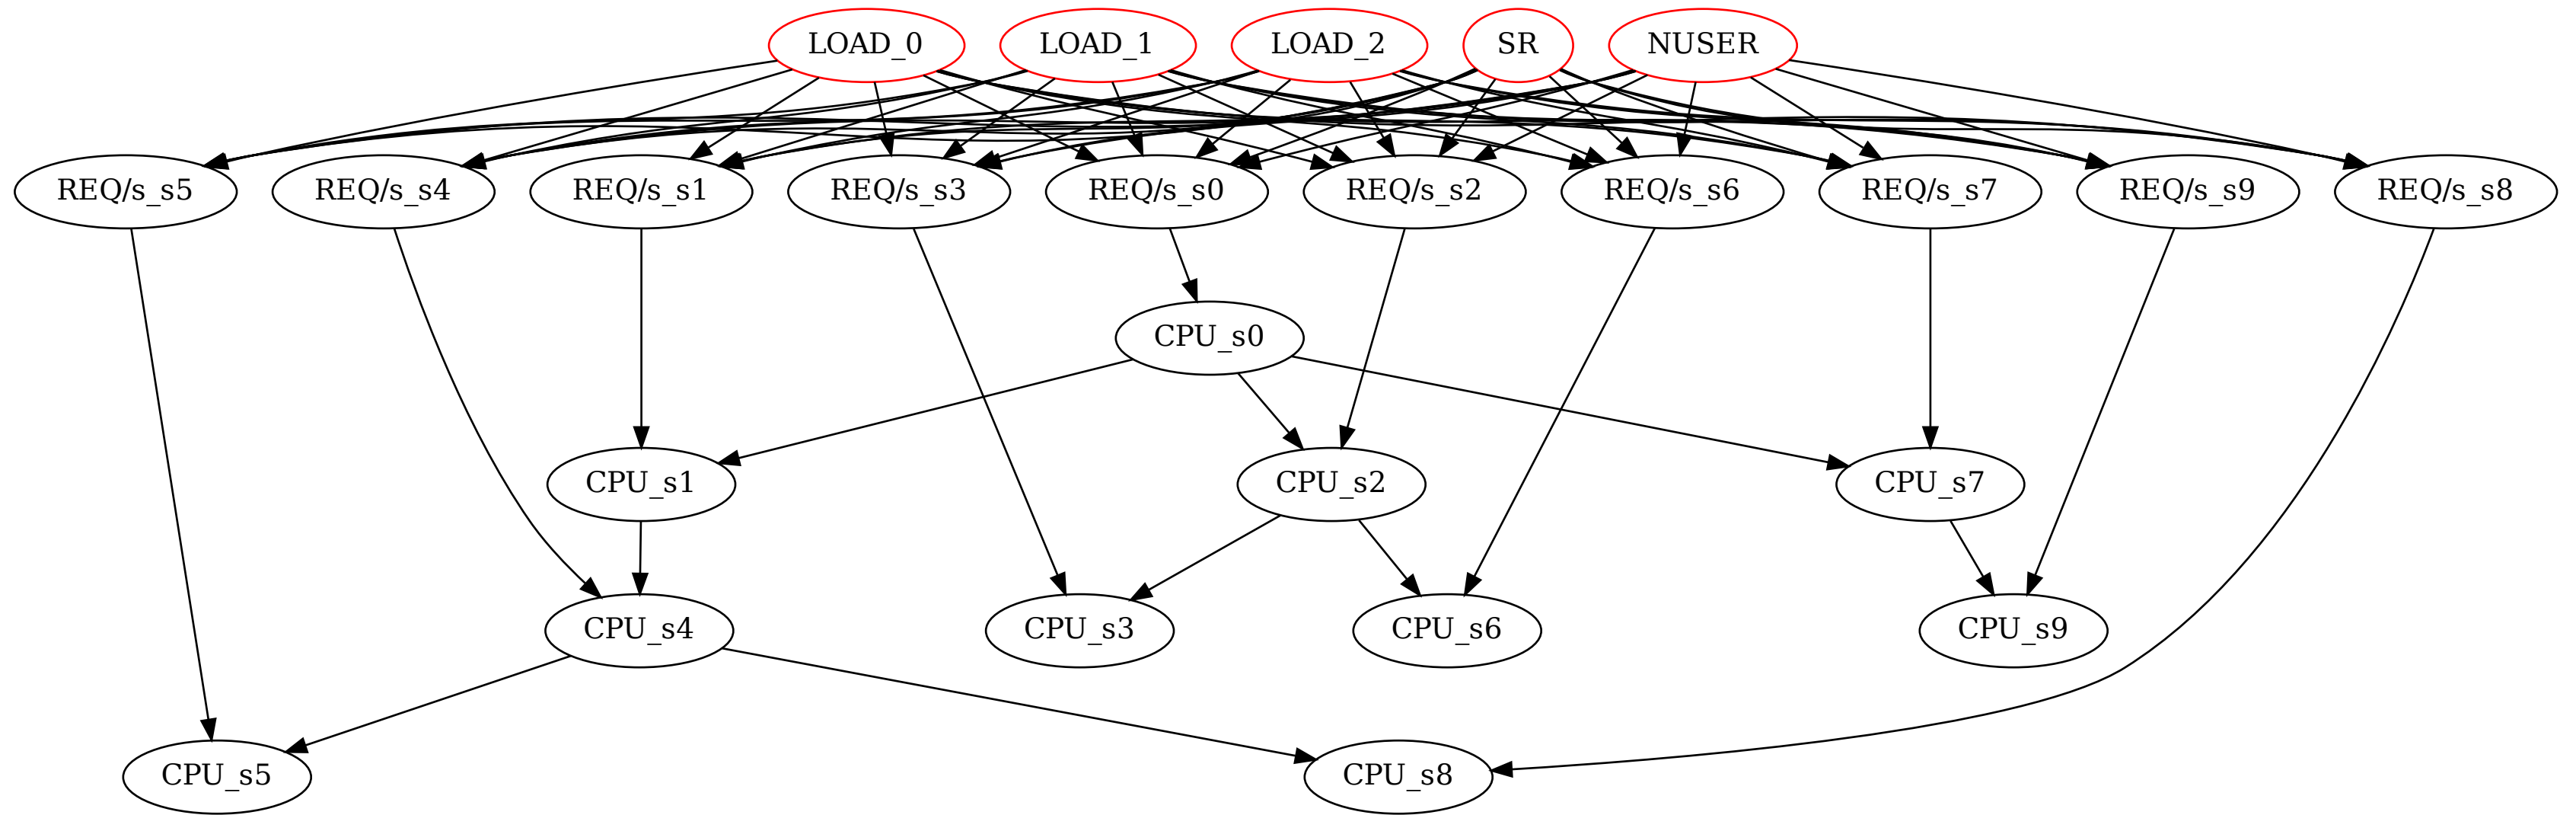 LOAD_0 LOAD_1 LOAD_2 SR NUSER
REQ/s_s5 REQ/s_s4 REQ/s_s1 REQ/s_s3 REQ/s_s0 REQ/s_s2 REQ/s_s6 REQ/s_s7 REQ/s_s9 REQ/s_s8
CPU_s0
CPU_s1 CPU_s2 CPU_s7
CPU_s4 CPU_s3 CPU_s6 CPU_s9
CPU_s5 CPU_s8